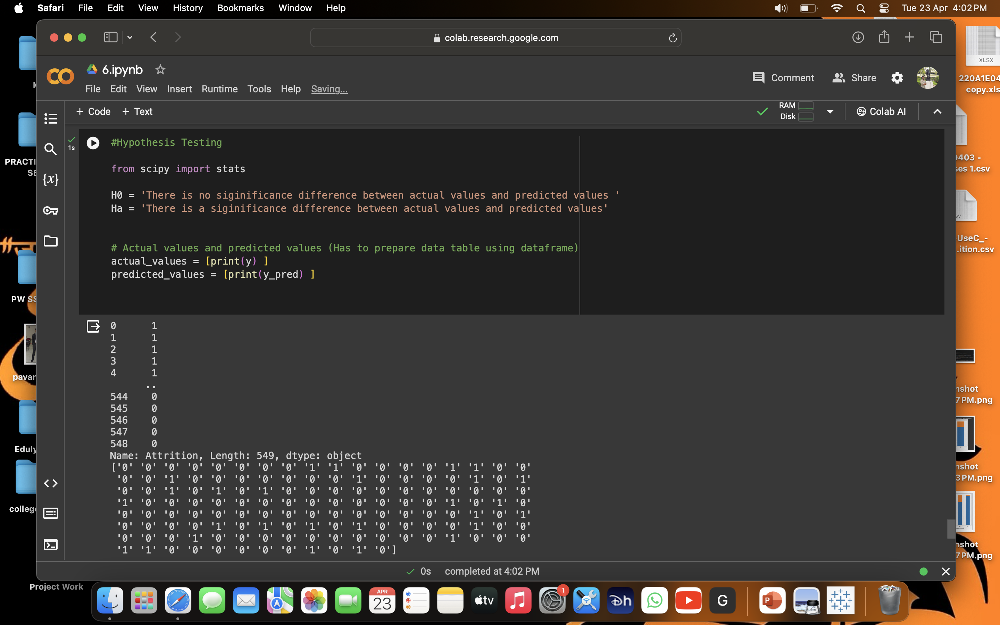 Safari File Edit View History Bookmarks Window Help Tue 23 Apr 4:02 PM
colab.research.google.com
6.ipynb
Comment Share
File Edit View Insert Runtime Tools Help Saving...
+ Code + Text
RAM
Disk
Colab AI
1s
#Hypothesis Testing
from scipy import stats
H0 = 'There is no siginificance difference between actual values and predicted values '
Ha = 'There is a siginificance difference between actual values and predicted values'
# Actual values and predicted values (Has to prepare data table using dataframe)
actual_values = [print(y) ]
predicted_values = [print(y_pred) ]
{x}
0 1
1 1
2 1
3 1
4 1
..
544 0
545 0
546 0
547 0
548 0
Name: Attrition, Length: 549, dtype: object
['0' '0' '0' '0' '0' '0' '0' '0' '1' '1' '0' '0' '0' '0' '1' '1' '0' '0'
'0' '0' '1' '0' '0' '0' '0' '0' '0' '0' '1' '0' '0' '0' '0' '1' '0' '1'
'0' '0' '1' '0' '1' '0' '1' '0' '0' '0' '0' '0' '0' '0' '0' '0' '0' '0'
'1' '0' '0' '0' '0' '0' '0' '0' '0' '0' '0' '0' '0' '0' '1' '0' '1' '0'
'0' '0' '0' '0' '0' '0' '0' '0' '0' '0' '0' '0' '0' '0' '0' '1' '0' '1'
'0' '0' '0' '0' '1' '0' '1' '0' '1' '0' '1' '0' '0' '0' '0' '1' '0' '0'
'0' '0' '0' '1' '0' '0' '0' '0' '0' '0' '0' '0' '0' '0' '1' '0' '0' '0'
'1' '1' '0' '0' '0' '0' '0' '0' '1' '0' '1' '0']
0s completed at 4:02 PM
PRACTI
SE
PW SS
pavar
Eduly
colleg
Project Work
XLSX
220A1E04
copy.xls
0403 -
ses 1.csv
-UseC_-
.ition.csv
nshot
7 PM.png
nshot
3 PM.png
nshot
7 PM.png
APR
23
tv
1
Dh
G
P